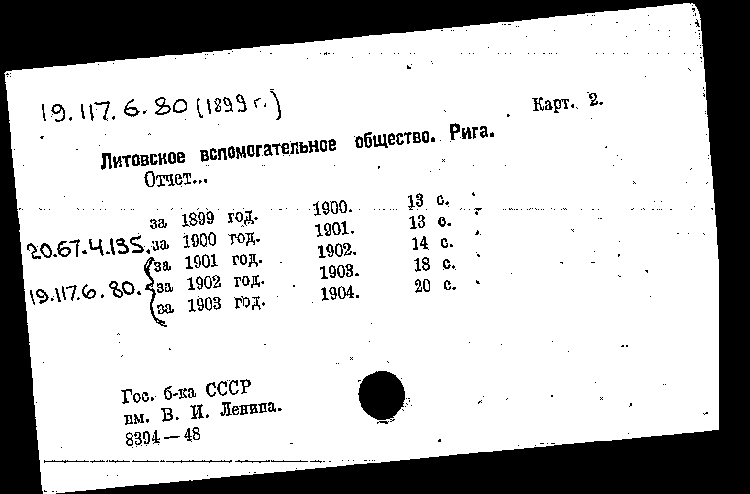 19.117.6.80 (1899 г.)
Карт. 2.
Литовское вспомогательное общество. Рига.
Отчет...
за 1899 год. 1900. 13 с.
20.67.4.135. за 1900 год. 1901. 13 с.
за 1901 год. 1902. 14 с.
19.117.6.80. за 1902 год. 1903. 18 с.
за 1903 год. 1904. 20 с.
Гос. б-ка СССР
им. В. И. Ленина.
8394 — 48